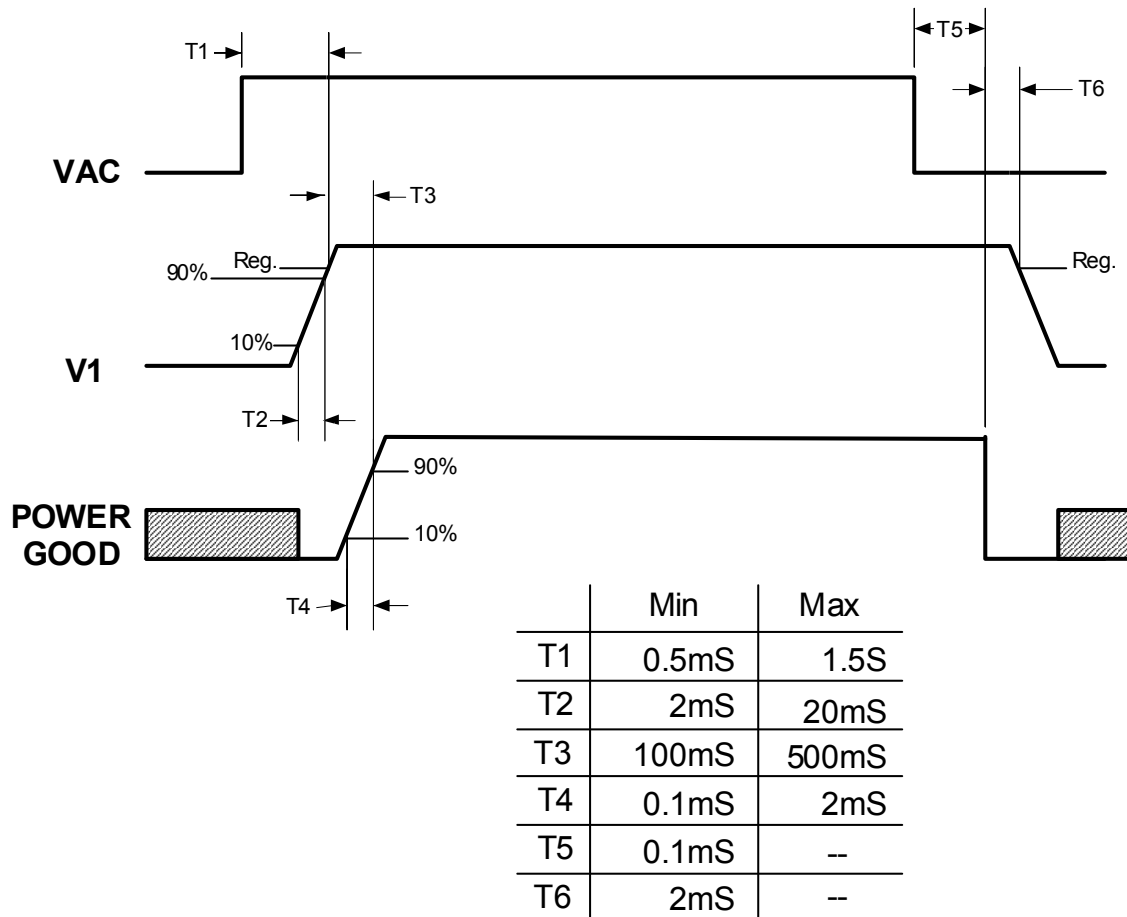 T5
T1
T6
VAC
T3
Reg.
90%
Reg.
10%
V1
T2
90%
POWER
GOOD
10%
T4
Min Max
T1 0.5mS 1.5S
T2 2mS 20mS
T3 100mS 500mS
T4 0.1mS 2mS
T5 0.1mS --
T6 2mS --